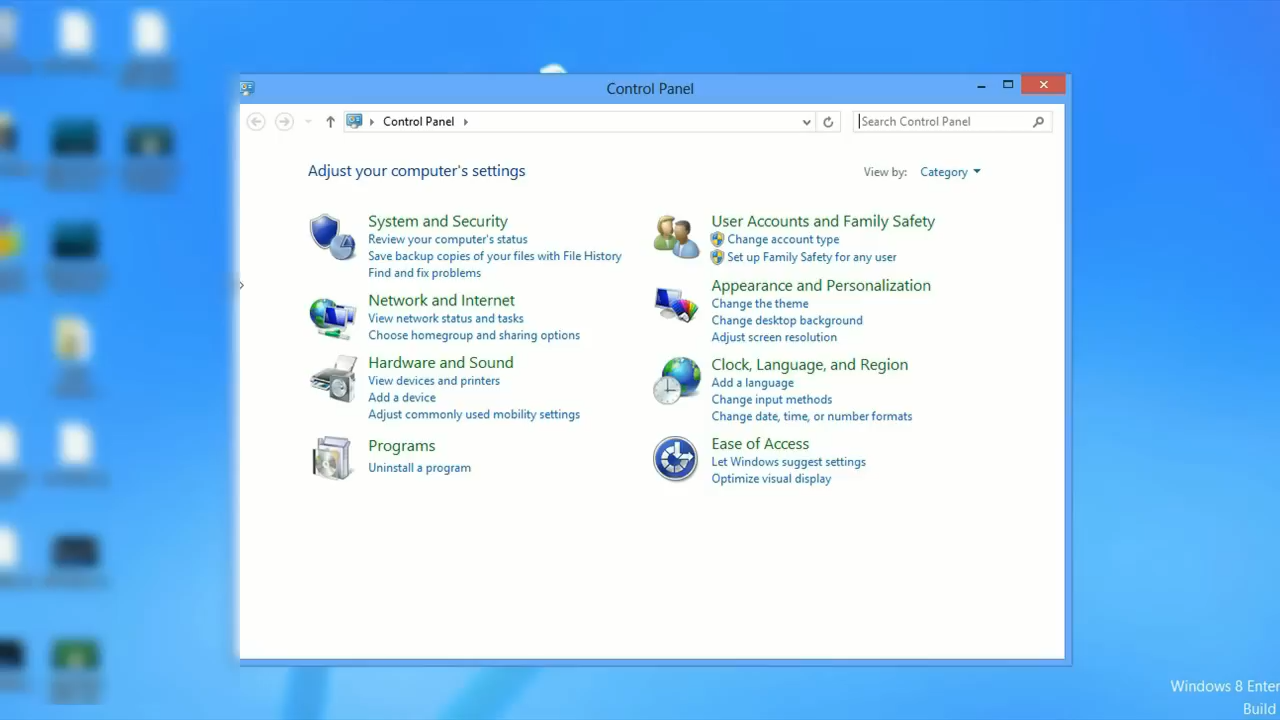 Control Panel
Control Panel
Search Control Panel
Adjust your computer's settings
View by: Category
System and Security
Review your computer's status
Save backup copies of your files with File History
Find and fix problems
Network and Internet
View network status and tasks
Choose homegroup and sharing options
Hardware and Sound
View devices and printers
Add a device
Adjust commonly used mobility settings
Programs
Uninstall a program
User Accounts and Family Safety
Change account type
Set up Family Safety for any user
Appearance and Personalization
Change the theme
Change desktop background
Adjust screen resolution
Clock, Language, and Region
Add a language
Change input methods
Change date, time, or number formats
Ease of Access
Let Windows suggest settings
Optimize visual display
Windows 8 Enter
Build